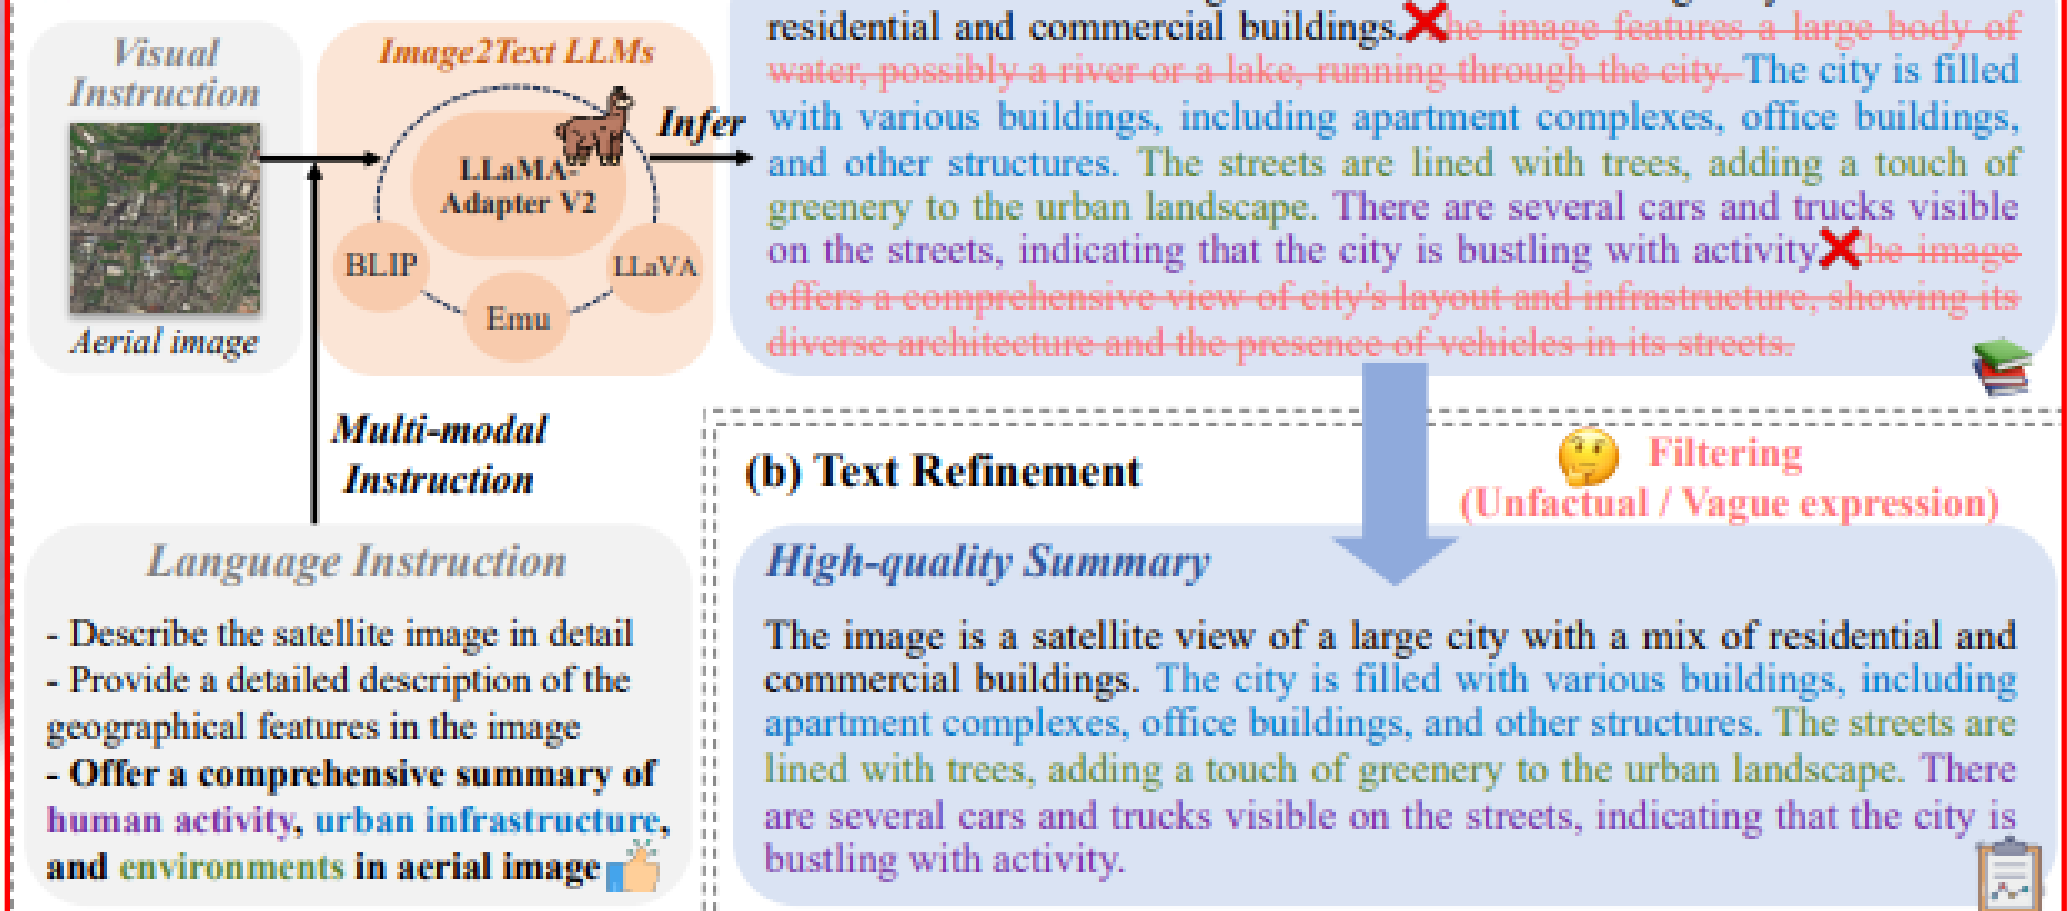 Visual
Instruction
Aerial image
Image2Text LLMs
LLaMA-
Adapter V2
BLIP
Emu
LLaVA
Infer
Multi-modal
Instruction
Language Instruction
- Describe the satellite image in detail
- Provide a detailed description of the
geographical features in the image
- Offer a comprehensive summary of
human activity, urban infrastructure,
and environments in aerial image
residential and commercial buildings. he image features a large body of
water, possibly a river or a lake, running through the city. The city is filled
with various buildings, including apartment complexes, office buildings,
and other structures. The streets are lined with trees, adding a touch of
greenery to the urban landscape. There are several cars and trucks visible
on the streets, indicating that the city is bustling with activity. he image
offers a comprehensive view of city's layout and infrastructure, showing its
diverse architecture and the presence of vehicles in its streets.
(b) Text Refinement
Filtering
(Unfactual / Vague expression)
High-quality Summary
The image is a satellite view of a large city with a mix of residential and
commercial buildings. The city is filled with various buildings, including
apartment complexes, office buildings, and other structures. The streets are
lined with trees, adding a touch of greenery to the urban landscape. There
are several cars and trucks visible on the streets, indicating that the city is
bustling with activity.